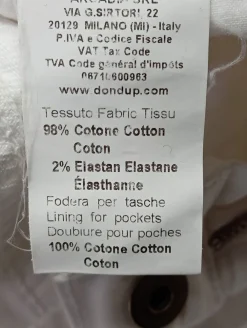 VIA G.SIRTORI, 22
20129 MILANO (MI) - Italy
P.IVA e Codice Fiscale
VAT Tax Code
TVA Code général d'impôts
06710600963
www.dondup.com
Tessuto Fabric Tissu
98% Cotone Cotton
Coton
2% Elastan Elastane
Élasthanne
Fodera per tasche
Lining for pockets
Doublure pour poches
100% Cotone Cotton
Coton